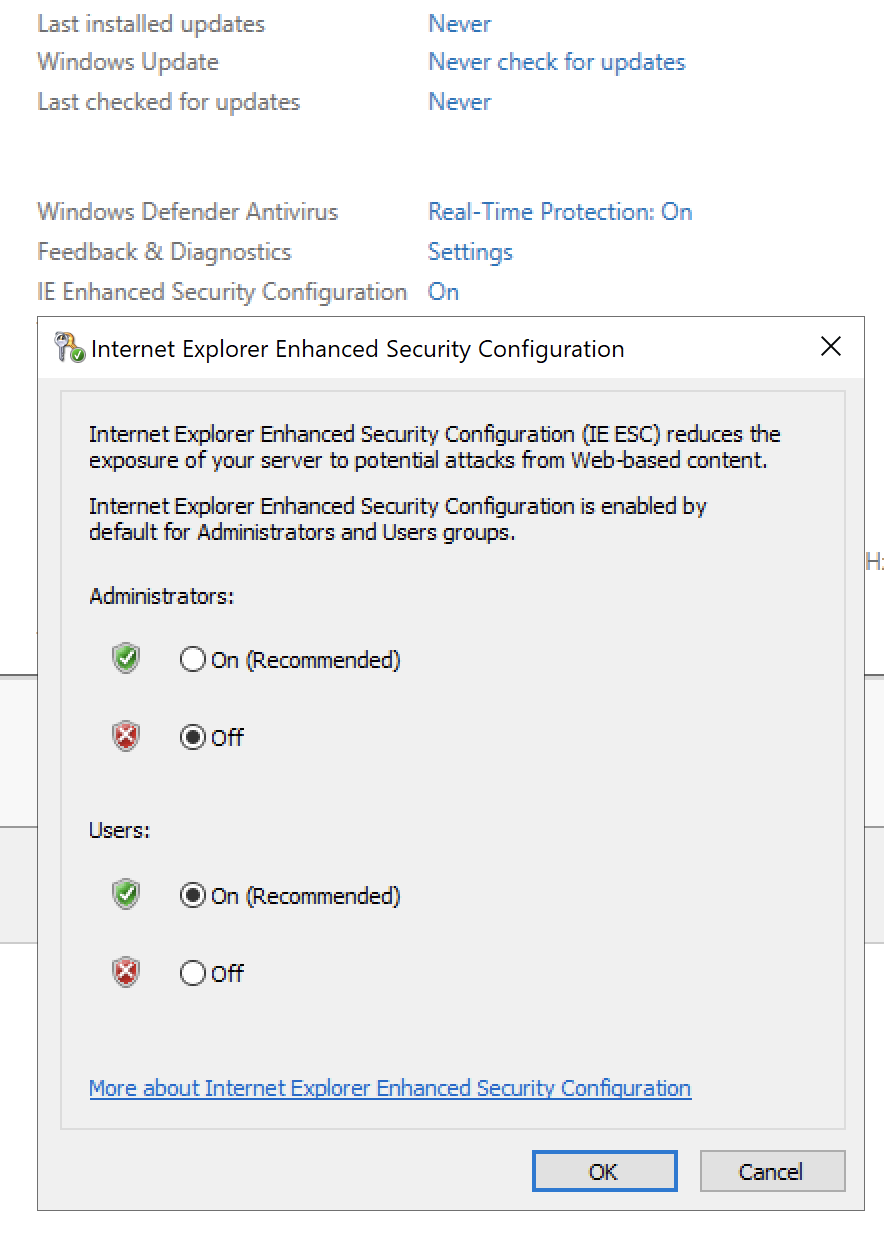 Last installed updates Never
Windows Update Never check for updates
Last checked for updates Never
Windows Defender Antivirus Real-Time Protection: On
Feedback & Diagnostics Settings
IE Enhanced Security Configuration On
Internet Explorer Enhanced Security Configuration
Internet Explorer Enhanced Security Configuration (IE ESC) reduces the
exposure of your server to potential attacks from Web-based content.
Internet Explorer Enhanced Security Configuration is enabled by
default for Administrators and Users groups.
Administrators:
On (Recommended)
Off
Users:
On (Recommended)
Off
More about Internet Explorer Enhanced Security Configuration
OK Cancel